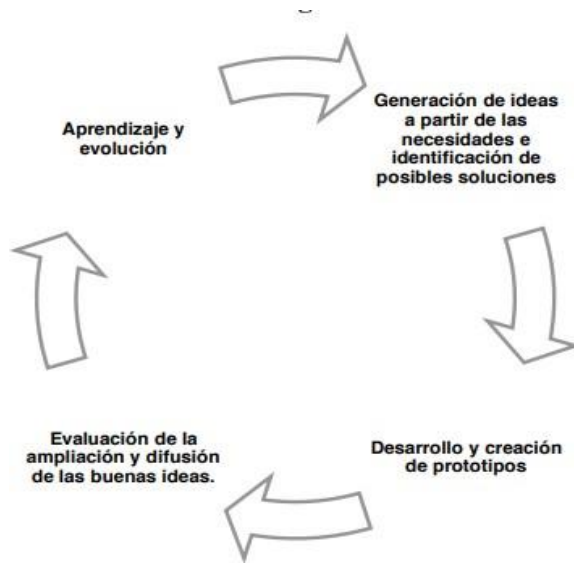 Generación de ideas
a partir de las
necesidades e
identificación de
posibles soluciones
Desarrollo y creación
de prototipos
Evaluación de la
ampliación y difusión
de las buenas ideas.
Aprendizaje y
evolución